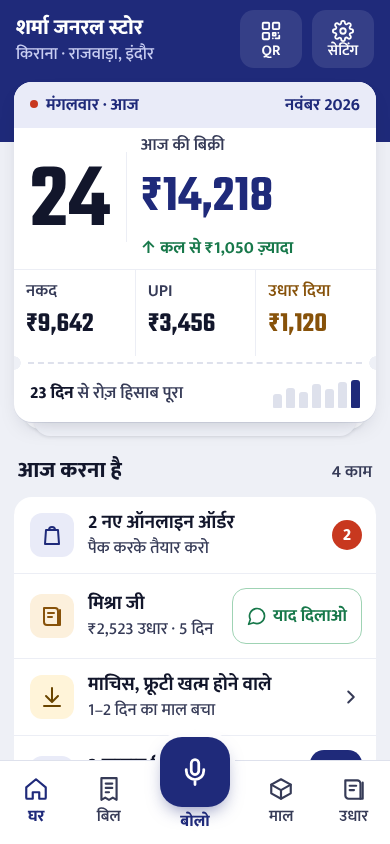 शर्मा जनरल स्टोर
किराना · राजवाड़ा, इंदौर
QR
सेटिंग
मंगलवार · आज
नवंबर 2026
24
आज की बिक्री
₹14,218
↑ कल से ₹1,050 ज़्यादा
नकद
₹9,642
UPI
₹3,456
उधार दिया
₹1,120
23 दिन से रोज़ हिसाब पूरा
आज करना है
4 काम
2 नए ऑनलाइन ऑर्डर
पैक करके तैयार करो
2
मिश्रा जी
₹2,523 उधार · 5 दिन
याद दिलाओ
माचिस, फ्रूटी खत्म होने वाले
1–2 दिन का माल बचा
घर
बिल
बोलो
माल
उधार